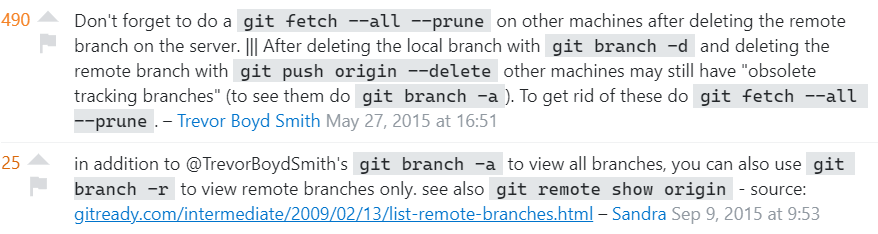 490 Don't forget to do a git fetch --all --prune on other machines after deleting the remote
branch on the server. ||| After deleting the local branch with git branch -d and deleting the
remote branch with git push origin --delete other machines may still have "obsolete
tracking branches" (to see them do git branch -a ). To get rid of these do git fetch --all
--prune . – Trevor Boyd Smith May 27, 2015 at 16:51
25 in addition to @TrevorBoydSmith's git branch -a to view all branches, you can also use git
branch -r to view remote branches only. see also git remote show origin - source:
gitready.com/intermediate/2009/02/13/list-remote-branches.html – Sandra Sep 9, 2015 at 9:53